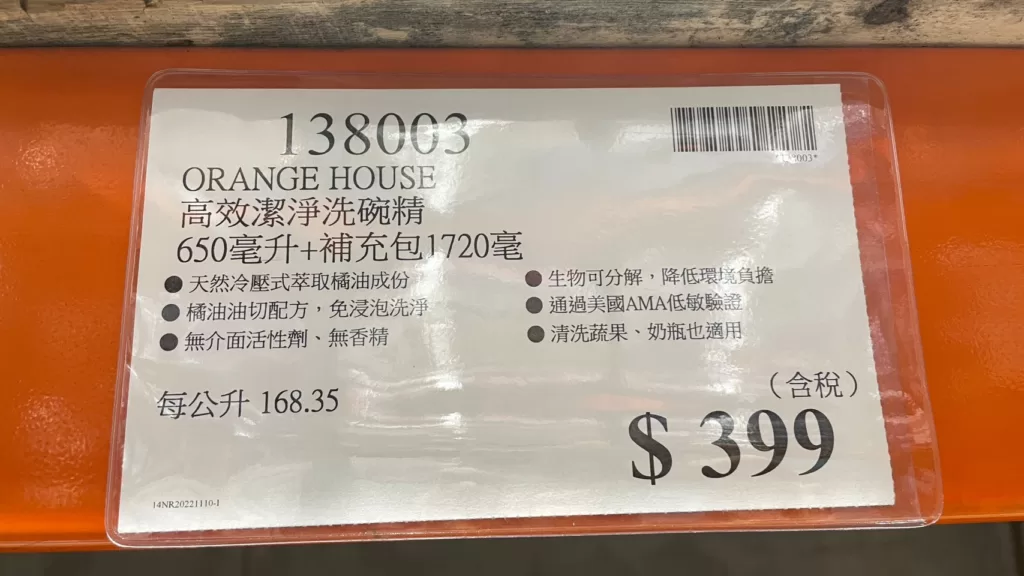 138003
ORANGE HOUSE
高效潔淨洗碗精
650毫升+補充包1720毫
●天然冷壓式萃取橘油成份
●橘油油切配方，免浸泡洗淨
●無介面活性劑、無香精
●生物可分解，降低環境負擔
●通過美國AMA低敏驗證
●清洗蔬果、奶瓶也適用
每公升 168.35
（含稅）
$ 399
14NR20221110-1